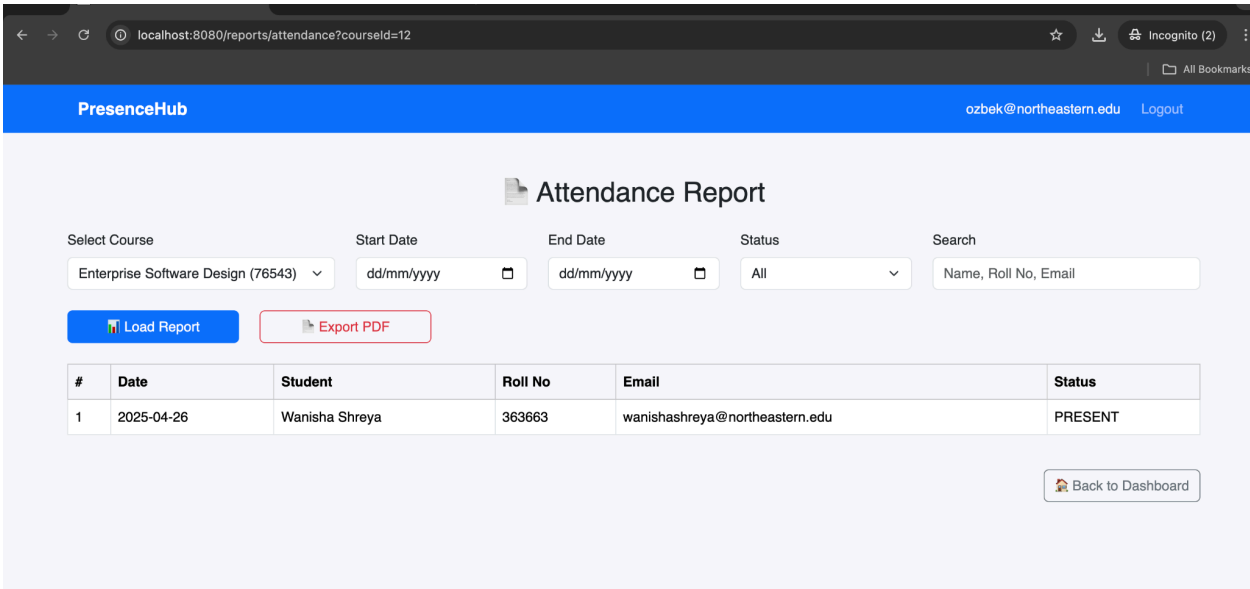 localhost:8080/reports/attendance?courseId=12
Incognito (2)
All Bookmarks
PresenceHub
ozbek@northeastern.edu Logout
Attendance Report
Select Course Start Date End Date Status Search
Enterprise Software Design (76543) dd/mm/yyyy dd/mm/yyyy All Name, Roll No, Email
Load Report Export PDF
# Date Student Roll No Email Status
1 2025-04-26 Wanisha Shreya 363663 wanishashreya@northeastern.edu PRESENT
Back to Dashboard